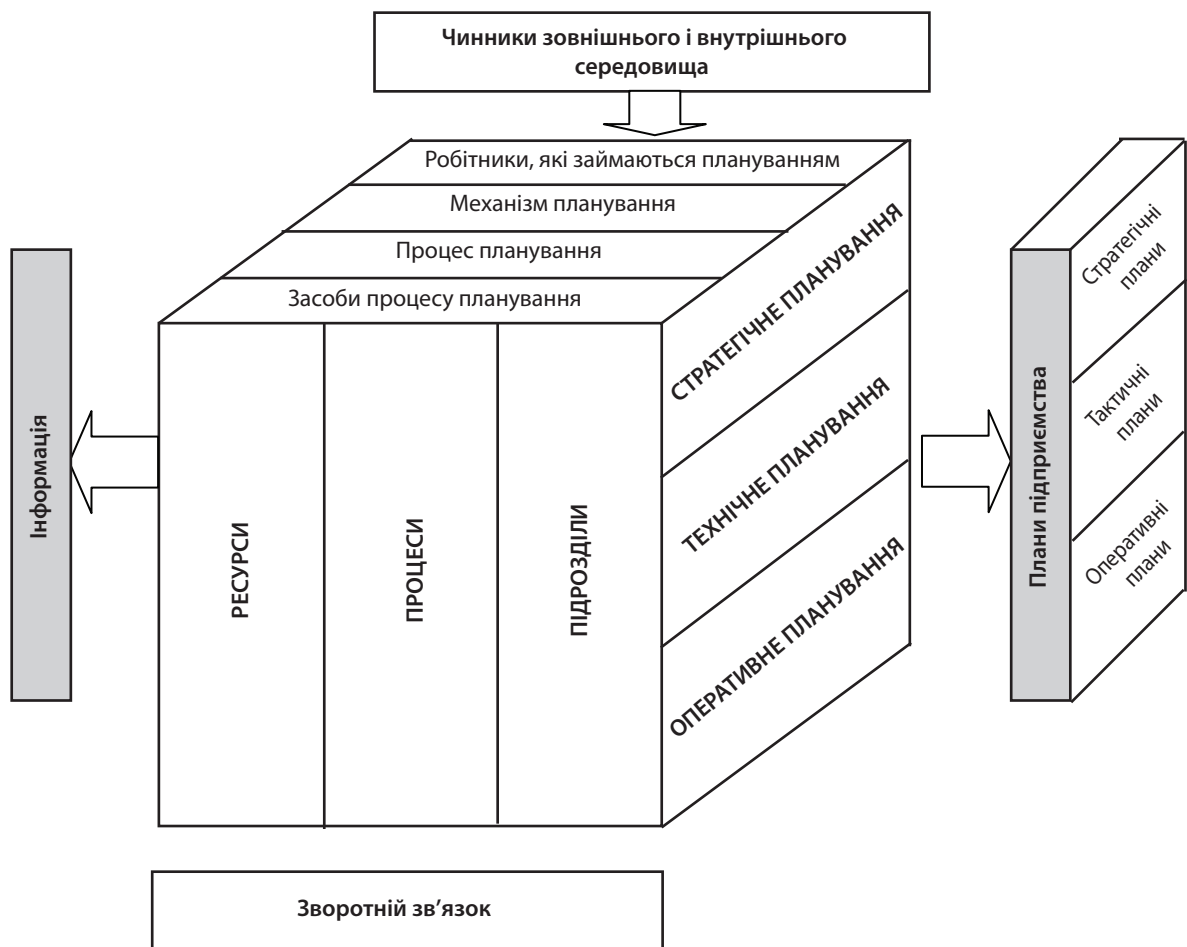 Чинники зовнішнього і внутрішнього
середовища
Робітники, які займаються плануванням
Механізм планування
Процес планування
Засоби процесу планування
Інформація
РЕСУРСИ
ПРОЦЕСИ
ПІДРОЗДІЛИ
СТРАТЕГІЧНЕ ПЛАНУВАННЯ
ТЕХНІЧНЕ ПЛАНУВАННЯ
ОПЕРАТИВНЕ ПЛАНУВАННЯ
Плани підприємства
Стратегічні
плани
Тактичні
плани
Оперативні
плани
Зворотній зв’язок